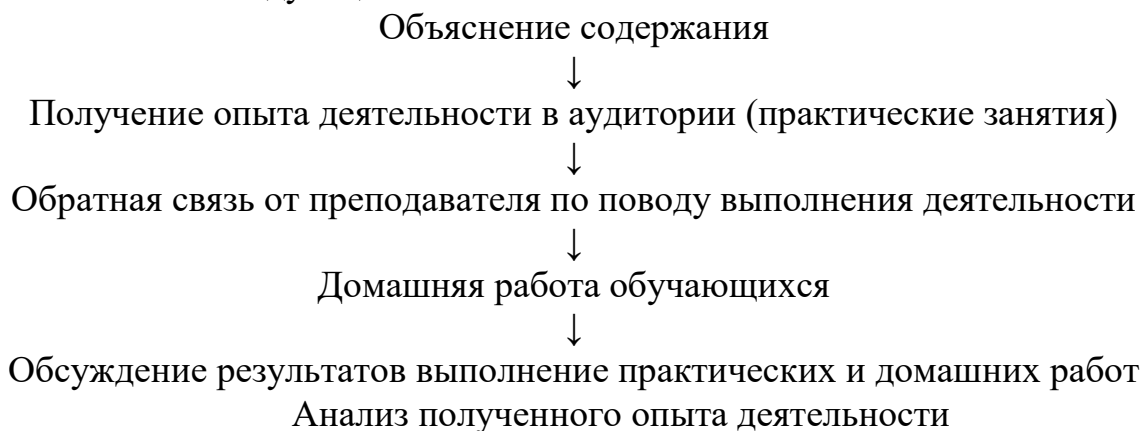 Объяснение содержания
↓
Получение опыта деятельности в аудитории (практические занятия)
↓
Обратная связь от преподавателя по поводу выполнения деятельности
↓
Домашняя работа обучающихся
↓
Обсуждение результатов выполнение практических и домашних работ
Анализ полученного опыта деятельности